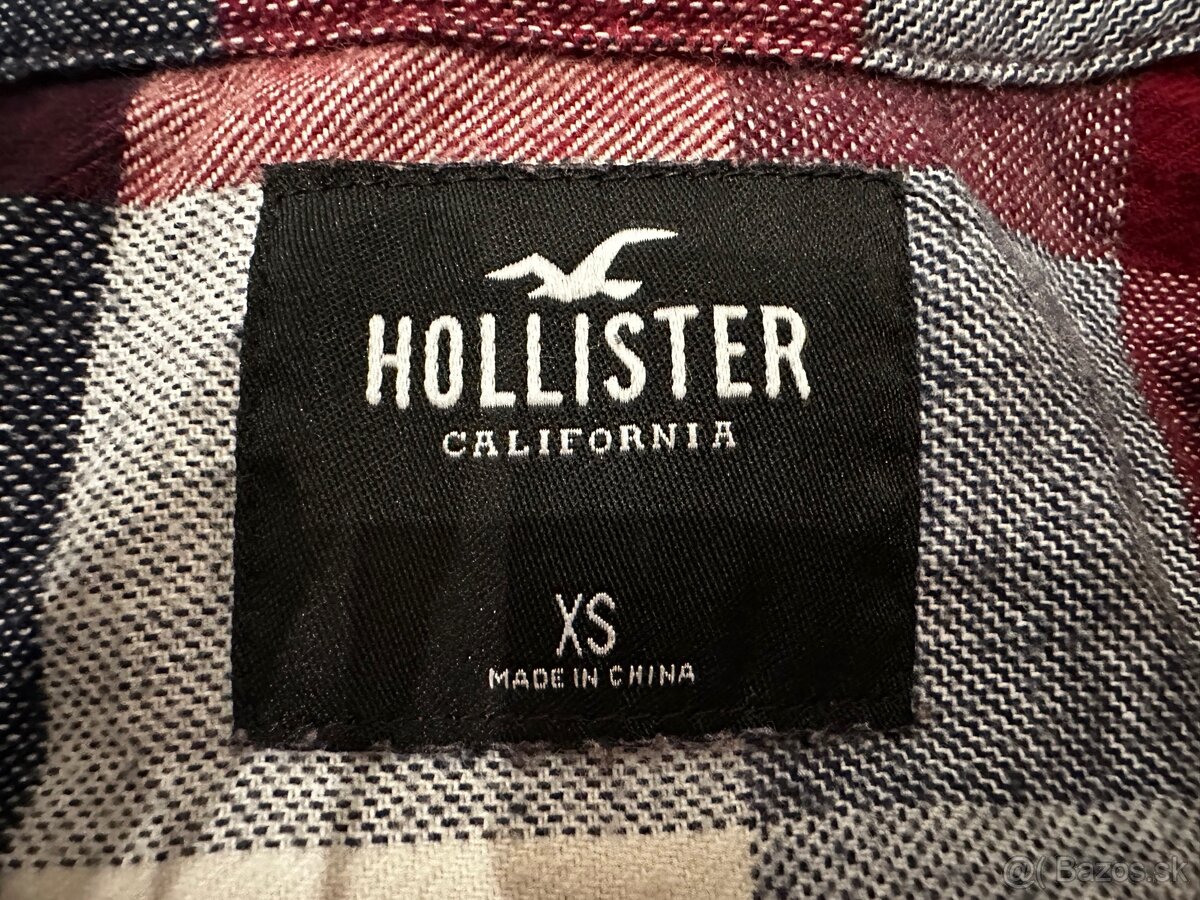 HOLLISTER
CALIFORNIA
XS
MADE IN CHINA
@( Bazos.sk